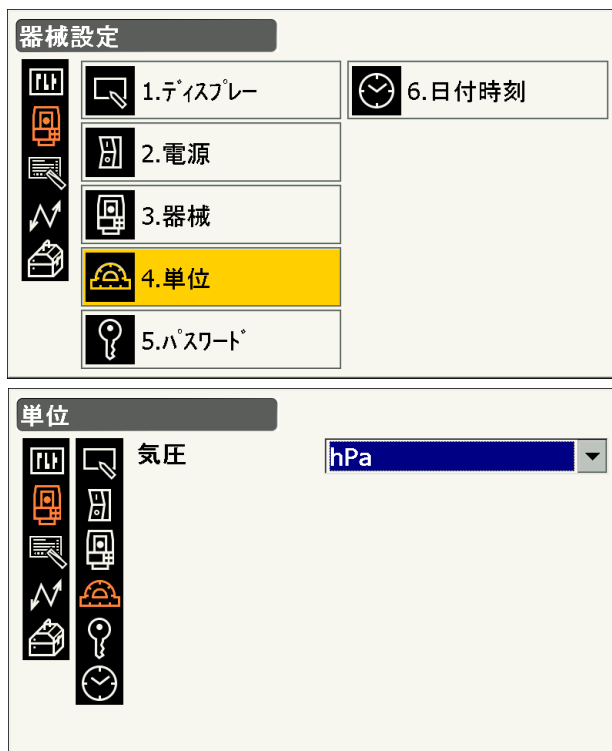 器械設定
1.ﾃﾞｨｽﾌﾟﾚｰ
2.電源
3.器械
4.単位
5.ﾊﾟｽﾜｰﾄﾞ
6.日付時刻
単位
気圧 hPa